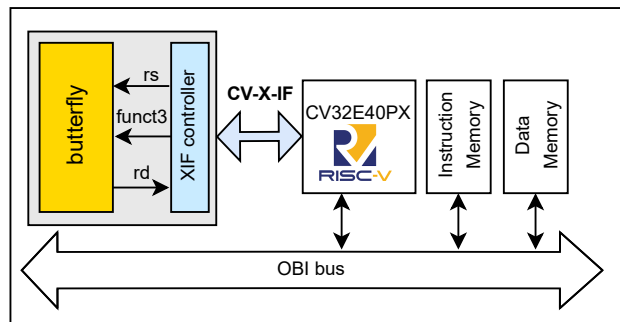 butterfly
rs
funct3
rd
XIF controller
CV-X-IF
CV32E40PX
RISC-V
Instruction
Memory
Data
Memory
OBI bus